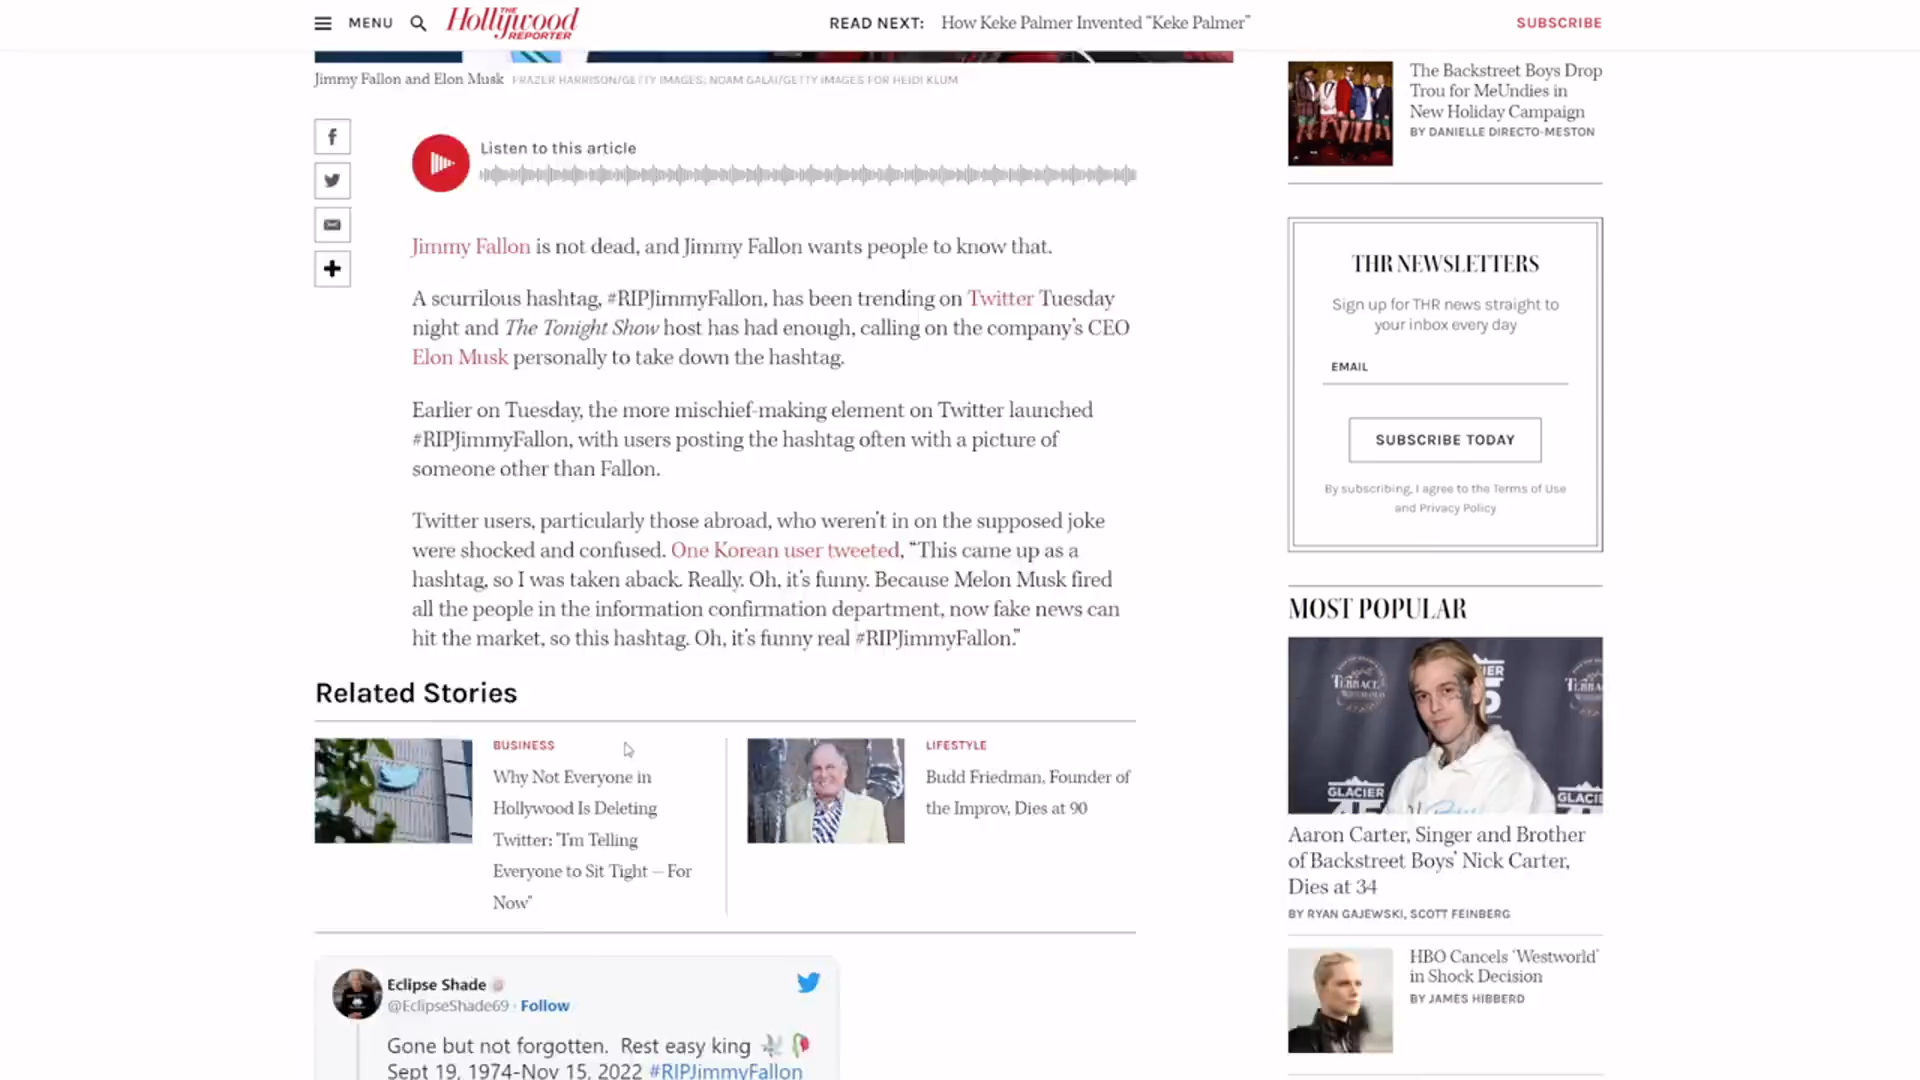 MENU
THE
Hollywood
REPORTER
READ NEXT: How Keke Palmer Invented “Keke Palmer”
SUBSCRIBE
Jimmy Fallon and Elon Musk FRAZER HARRISON/GETTY IMAGES; NOAM GALAI/GETTY IMAGES FOR HEIDI KLUM
Listen to this article
Jimmy Fallon is not dead, and Jimmy Fallon wants people to know that.
A scurrilous hashtag, #RIPJimmyFallon, has been trending on Twitter Tuesday
night and The Tonight Show host has had enough, calling on the company’s CEO
Elon Musk personally to take down the hashtag.
Earlier on Tuesday, the more mischief-making element on Twitter launched
#RIPJimmyFallon, with users posting the hashtag often with a picture of
someone other than Fallon.
Twitter users, particularly those abroad, who weren’t in on the supposed joke
were shocked and confused. One Korean user tweeted, “This came up as a
hashtag, so I was taken aback. Really. Oh, it’s funny. Because Melon Musk fired
all the people in the information confirmation department, now fake news can
hit the market, so this hashtag. Oh, it’s funny real #RIPJimmyFallon.”
Related Stories
BUSINESS
Why Not Everyone in
Hollywood Is Deleting
Twitter: "I'm Telling
Everyone to Sit Tight — For
Now"
LIFESTYLE
Budd Friedman, Founder of
the Improv, Dies at 90
Eclipse Shade
@EclipseShade69 · Follow
Gone but not forgotten. Rest easy king
Sept 19, 1974-Nov 15, 2022 #RIPJimmyFallon
The Backstreet Boys Drop
Trou for MeUndies in
New Holiday Campaign
BY DANIELLE DIRECTO-MESTON
THR NEWSLETTERS
Sign up for THR news straight to
your inbox every day
EMAIL
SUBSCRIBE TODAY
By subscribing, I agree to the Terms of Use
and Privacy Policy
MOST POPULAR
TERRACE
GLACIER
GLACIER
Aaron Carter, Singer and Brother
of Backstreet Boys’ Nick Carter,
Dies at 34
BY RYAN GAJEWSKI, SCOTT FEINBERG
HBO Cancels ‘Westworld’
in Shock Decision
BY JAMES HIBBERD